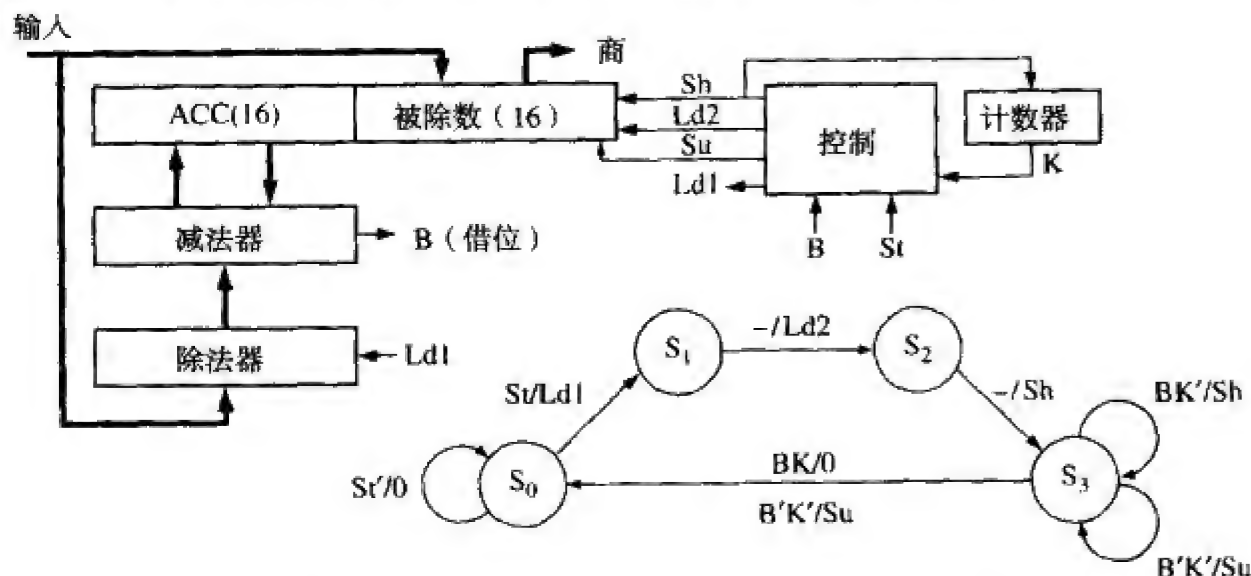 输入
商
ACC(16)
被除数（16）
Sh
Ld2
Su
Ld1
控制
计数器
K
B
St
减法器
B（借位）
除法器
Ld1
S1
-/Ld2
S2
St/Ld1
-/Sh
BK'/Sh
St'/0
S0
BK/0
B'K'/Su
S3
B'K'/Su